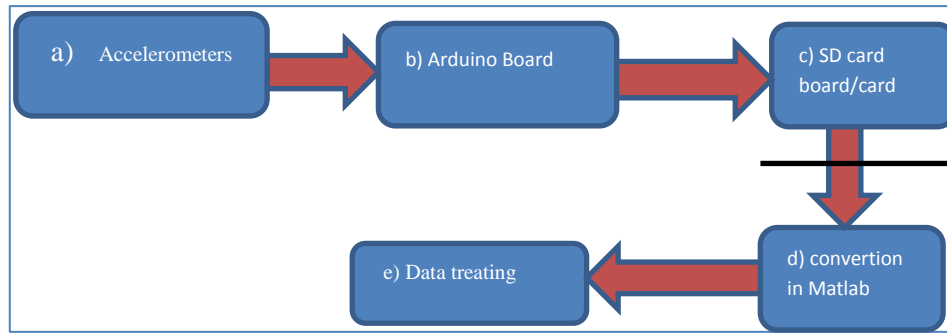 a) Accelerometers
b) Arduino Board
c) SD card
board/card
d) convertion
in Matlab
e) Data treating